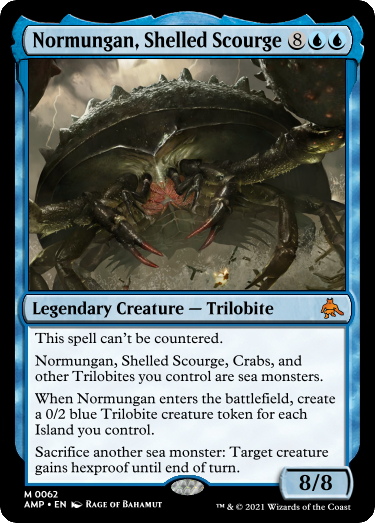 Normungan, Shelled Scourge 8
Legendary Creature — Trilobite
This spell can't be countered.
Normungan, Shelled Scourge, Crabs, and
other Trilobites you control are sea monsters.
When Normungan enters the battlefield, create
a 0/2 blue Trilobite creature token for each
Island you control.
Sacrifice another sea monster: Target creature
gains hexproof until end of turn.
8/8
M 0062
AMP • EN Rage of Bahamut
™ & © 2021 Wizards of the Coast